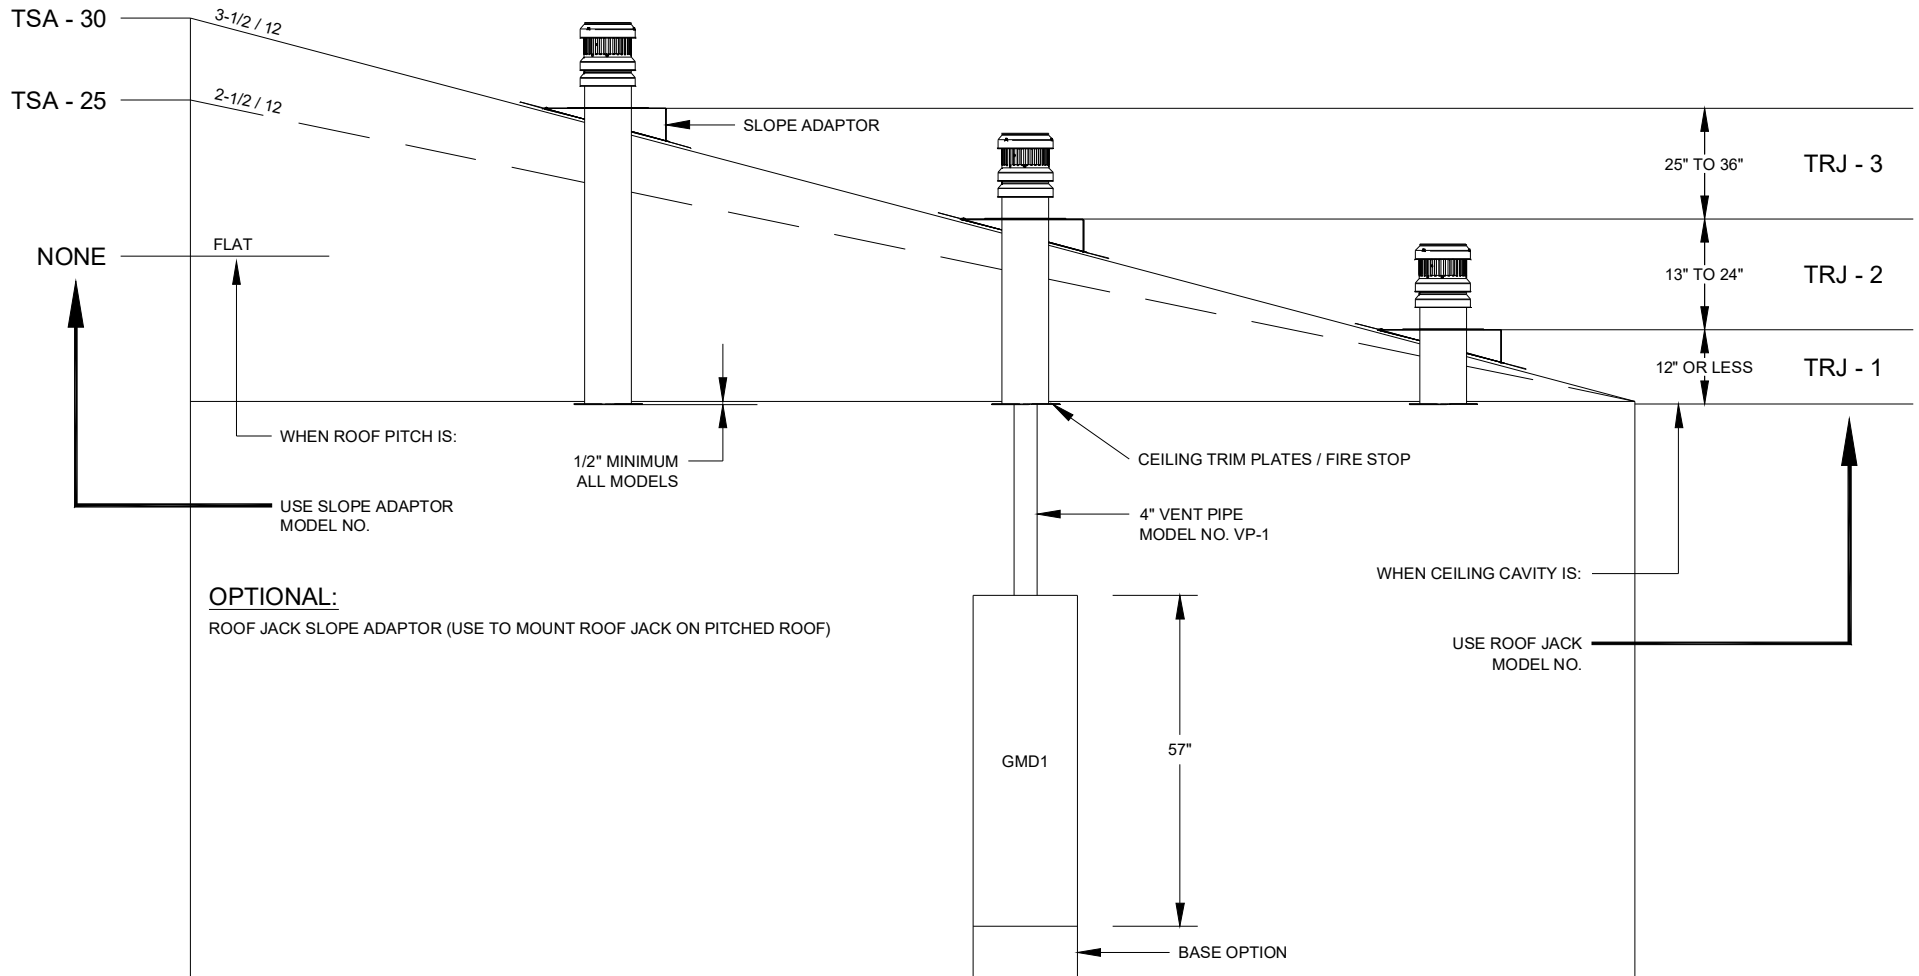 TSA - 30
3-1/2 / 12
TSA - 25
2-1/2 / 12
SLOPE ADAPTOR
25" TO 36"
TRJ - 3
NONE
FLAT
13" TO 24"
TRJ - 2
12" OR LESS
TRJ - 1
WHEN ROOF PITCH IS:
1/2" MINIMUM
ALL MODELS
CEILING TRIM PLATES / FIRE STOP
USE SLOPE ADAPTOR
MODEL NO.
4" VENT PIPE
MODEL NO. VP-1
WHEN CEILING CAVITY IS:
OPTIONAL:
ROOF JACK SLOPE ADAPTOR (USE TO MOUNT ROOF JACK ON PITCHED ROOF)
USE ROOF JACK
MODEL NO.
57"
GMD1
BASE OPTION